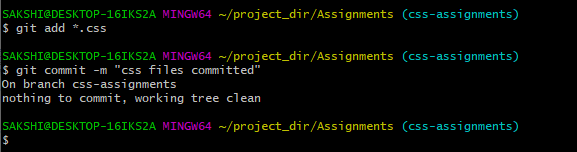 SAKSHI@DESKTOP-16IKS2A MINGW64 ~/project_dir/Assignments (css-assignments)
$ git add *.css
SAKSHI@DESKTOP-16IKS2A MINGW64 ~/project_dir/Assignments (css-assignments)
$ git commit -m "css files committed"
On branch css-assignments
nothing to commit, working tree clean
SAKSHI@DESKTOP-16IKS2A MINGW64 ~/project_dir/Assignments (css-assignments)
$